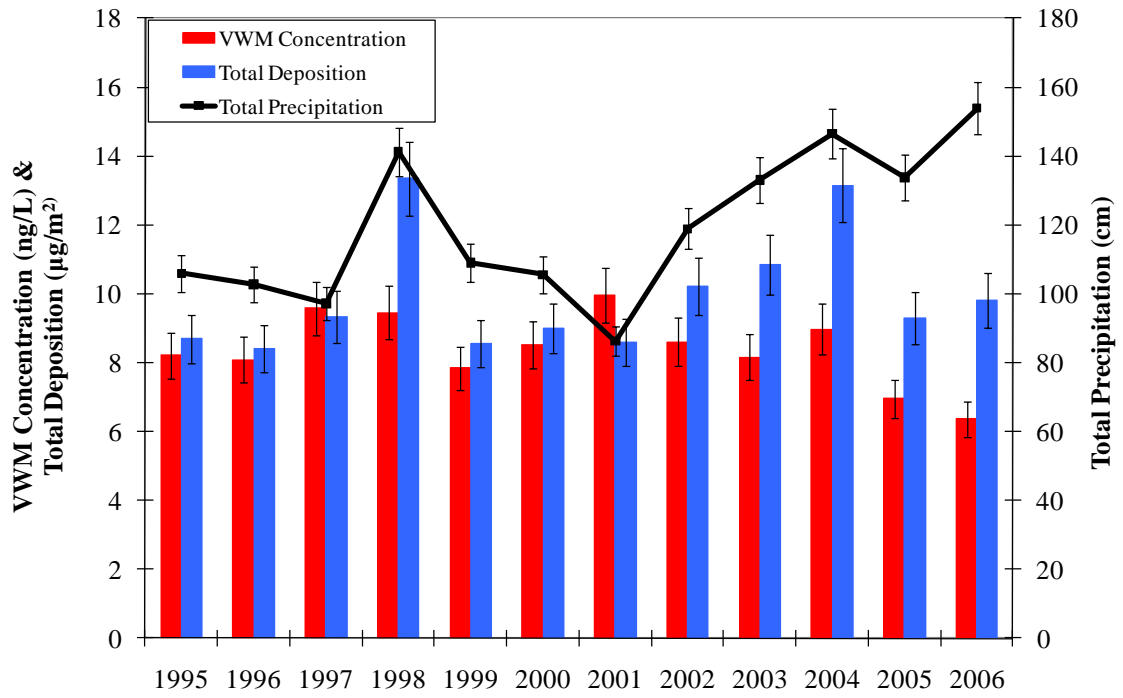 VWM Concentration
Total Deposition
Total Precipitation
VWM Concentration (ng/L) &
Total Deposition (µg/m²)
18
16
14
12
10
8
6
4
2
0
180
160
140
120
100
80
60
40
20
0
Total Precipitation (cm)
1995 1996 1997 1998 1999 2000 2001 2002 2003 2004 2005 2006